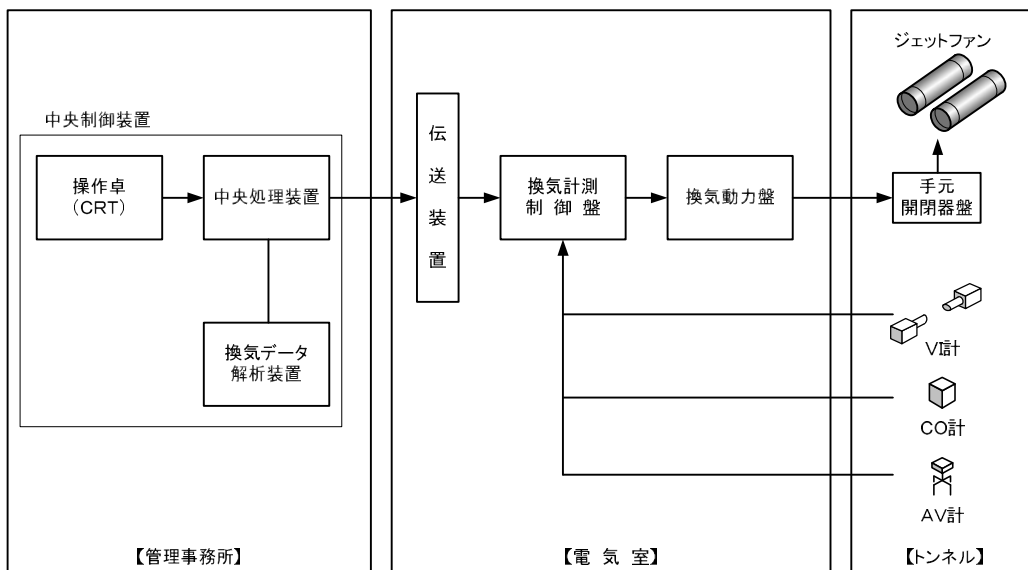 中央制御装置
操作卓
(CRT)
中央処理装置
換気データ
解析装置
【管理事務所】
伝送装置
換気計測
制御盤
換気動力盤
【電気室】
ジェットファン
手元
開閉器盤
VI計
CO計
AV計
【トンネル】